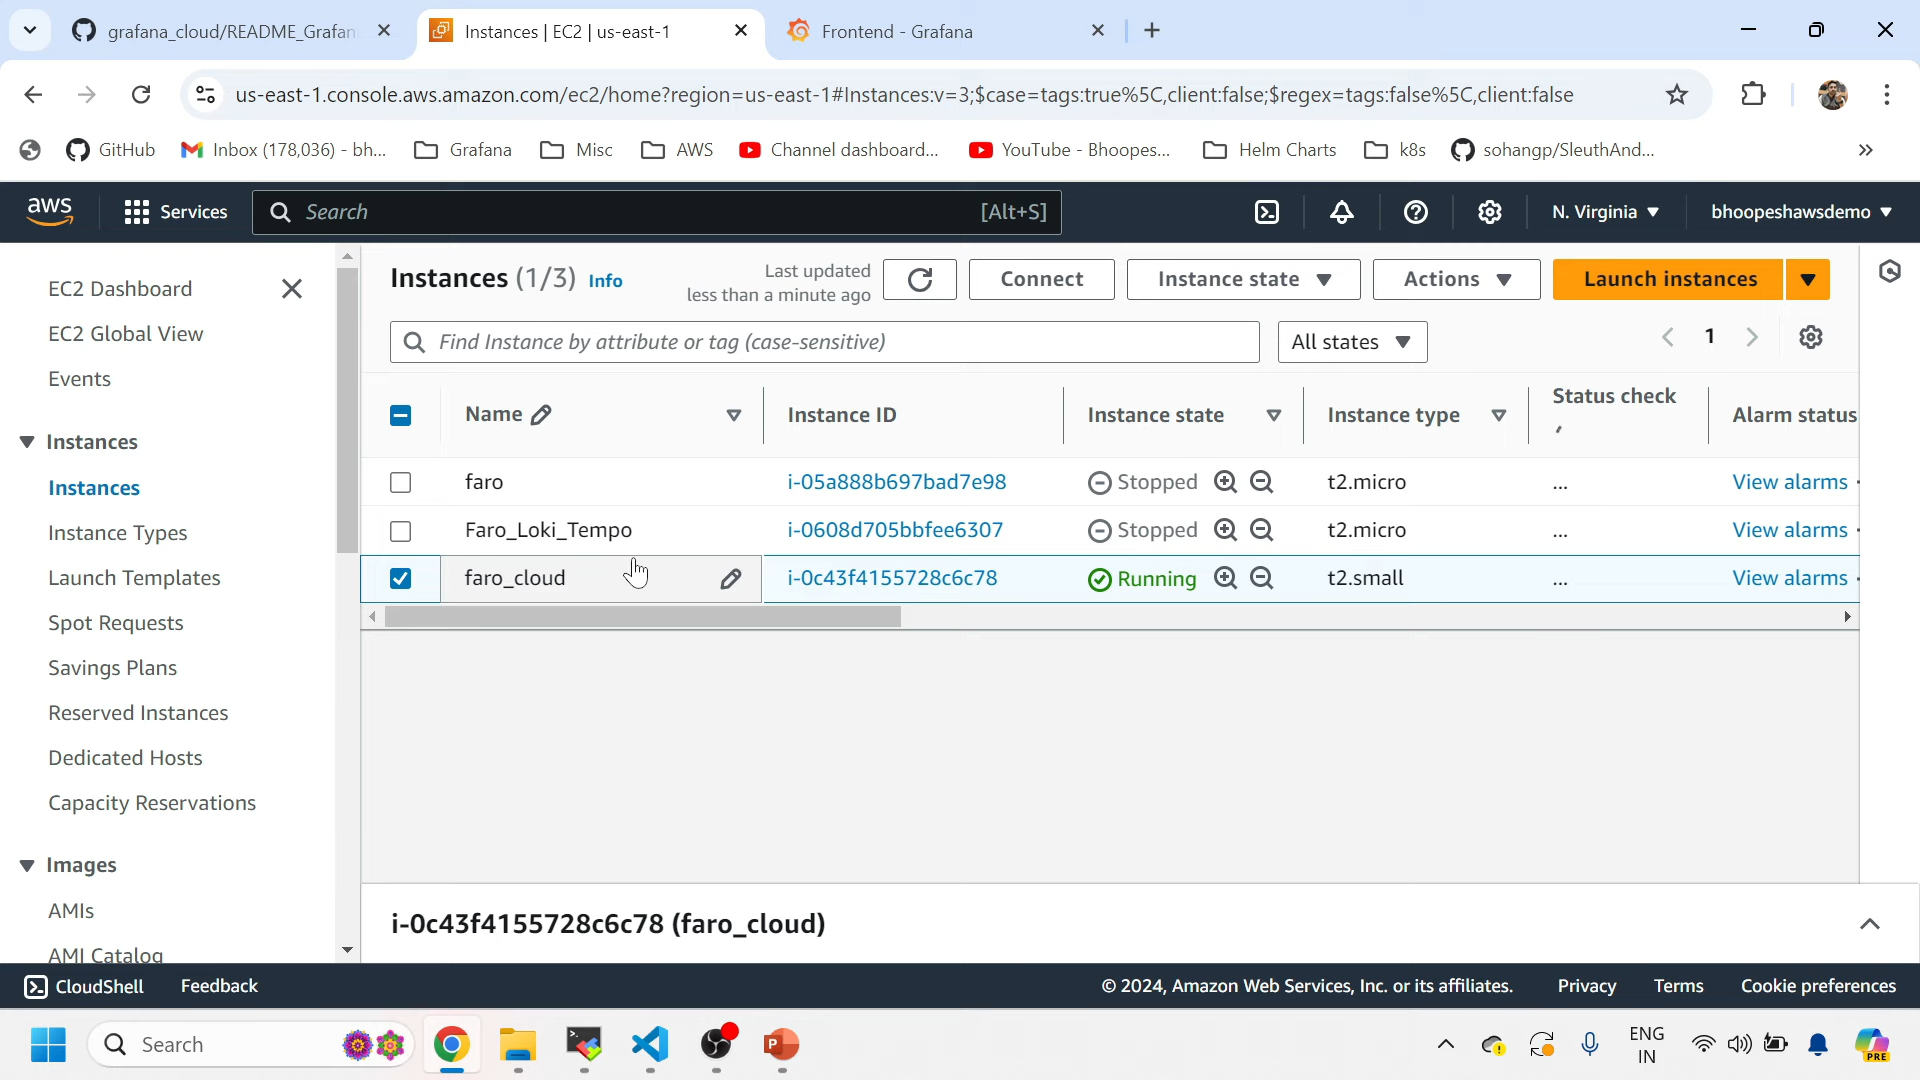 grafana_cloud/README_Grafan
Instances | EC2 | us-east-1
Frontend - Grafana
us-east-1.console.aws.amazon.com/ec2/home?region=us-east-1#Instances:v=3;$case=tags:true%5C,client:false;$regex=tags:false%5C,client:false
GitHub
Inbox (178,036) - bh...
Grafana
Misc
AWS
Channel dashboard...
YouTube - Bhoopes...
Helm Charts
k8s
sohangp/SleuthAnd...
aws
Services
Search
[Alt+S]
N. Virginia
bhoopeshawsdemo
EC2 Dashboard
EC2 Global View
Events
Instances
Instances
Instance Types
Launch Templates
Spot Requests
Savings Plans
Reserved Instances
Dedicated Hosts
Capacity Reservations
Images
AMIs
AMI Catalog
Instances (1/3) Info
Last updated
less than a minute ago
Connect
Instance state
Actions
Launch instances
Find Instance by attribute or tag (case-sensitive)
All states
1
Name
Instance ID
Instance state
Instance type
Status check
Alarm status
faro
i-05a888b697bad7e98
Stopped
t2.micro
...
View alarms
Faro_Loki_Tempo
i-0608d705bbfee6307
Stopped
t2.micro
...
View alarms
faro_cloud
i-0c43f4155728c6c78
Running
t2.small
...
View alarms
i-0c43f4155728c6c78 (faro_cloud)
CloudShell
Feedback
© 2024, Amazon Web Services, Inc. or its affiliates.
Privacy
Terms
Cookie preferences
Search
ENG
IN
PRE